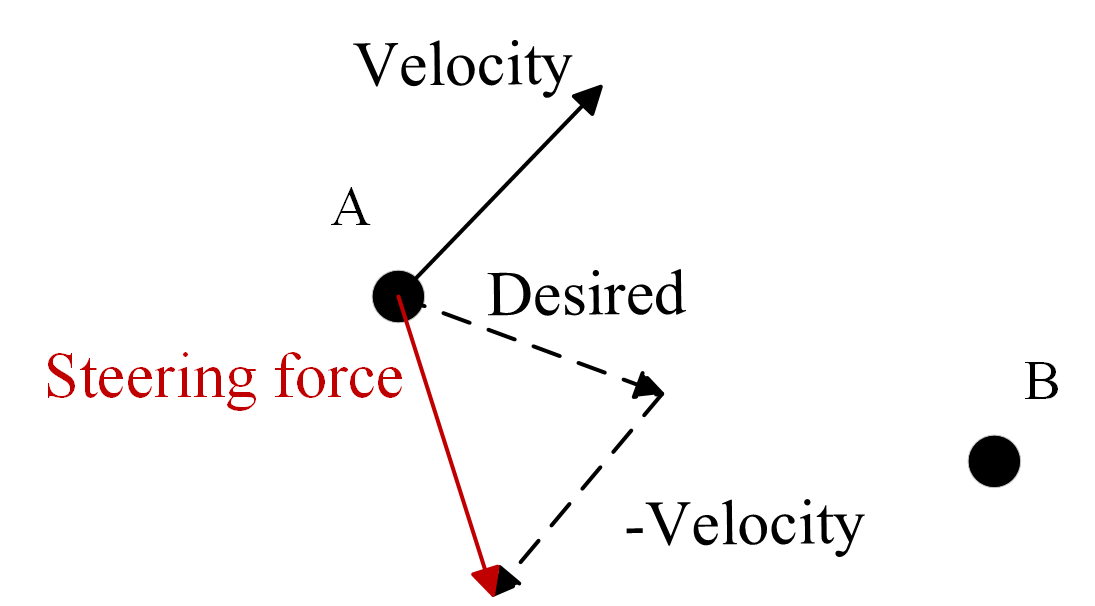 Velocity
A
Desired
Steering force
B
-Velocity